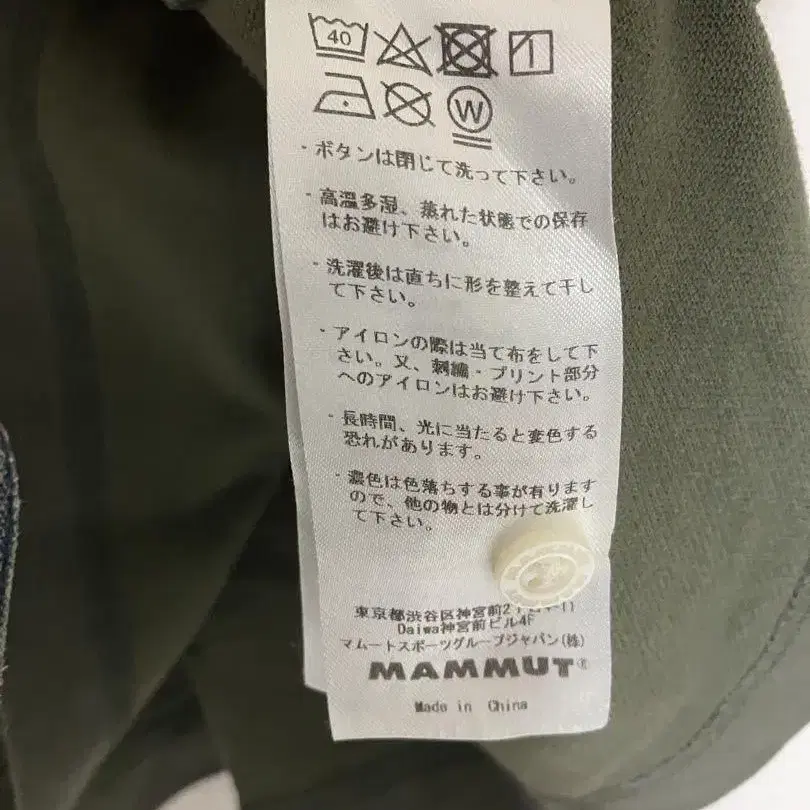 40
W
・ボタンは閉じて洗って下さい。
・高温多湿、蒸れた状態での保存
はお避け下さい。
・洗濯後は直ちに形を整えて干し
て下さい。
・アイロンの際は当て布をして下
さい。又、刺繍・プリント部分
へのアイロンはお避け下さい。
・長時間、光に当たると変色する
恐れがあります。
・濃色は色落ちする事が有ります
ので、他の物とは分けて洗濯し
て下さい。
東京都渋谷区神宮前2
Daiwa神宮前ビル4F
マムートスポーツグループジャパン(株)
MAMMUT®
Made in China